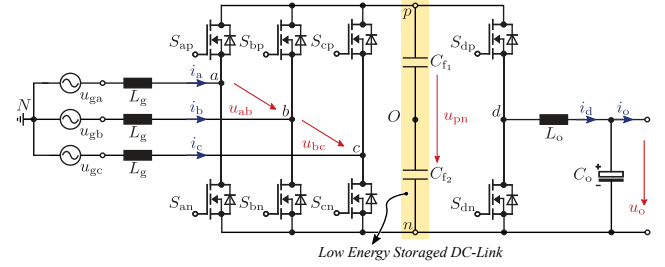 p
S_ap S_bp S_cp S_dp
C_f1
a
i_a
N u_ga L_g u_ab O u_pn
i_b b d i_d i_o
u_gb L_g u_bc L_o
i_c c
u_gc L_g C_f2 C_o + -
S_an S_bn S_cn S_dn u_o
n
Low Energy Storaged DC-Link